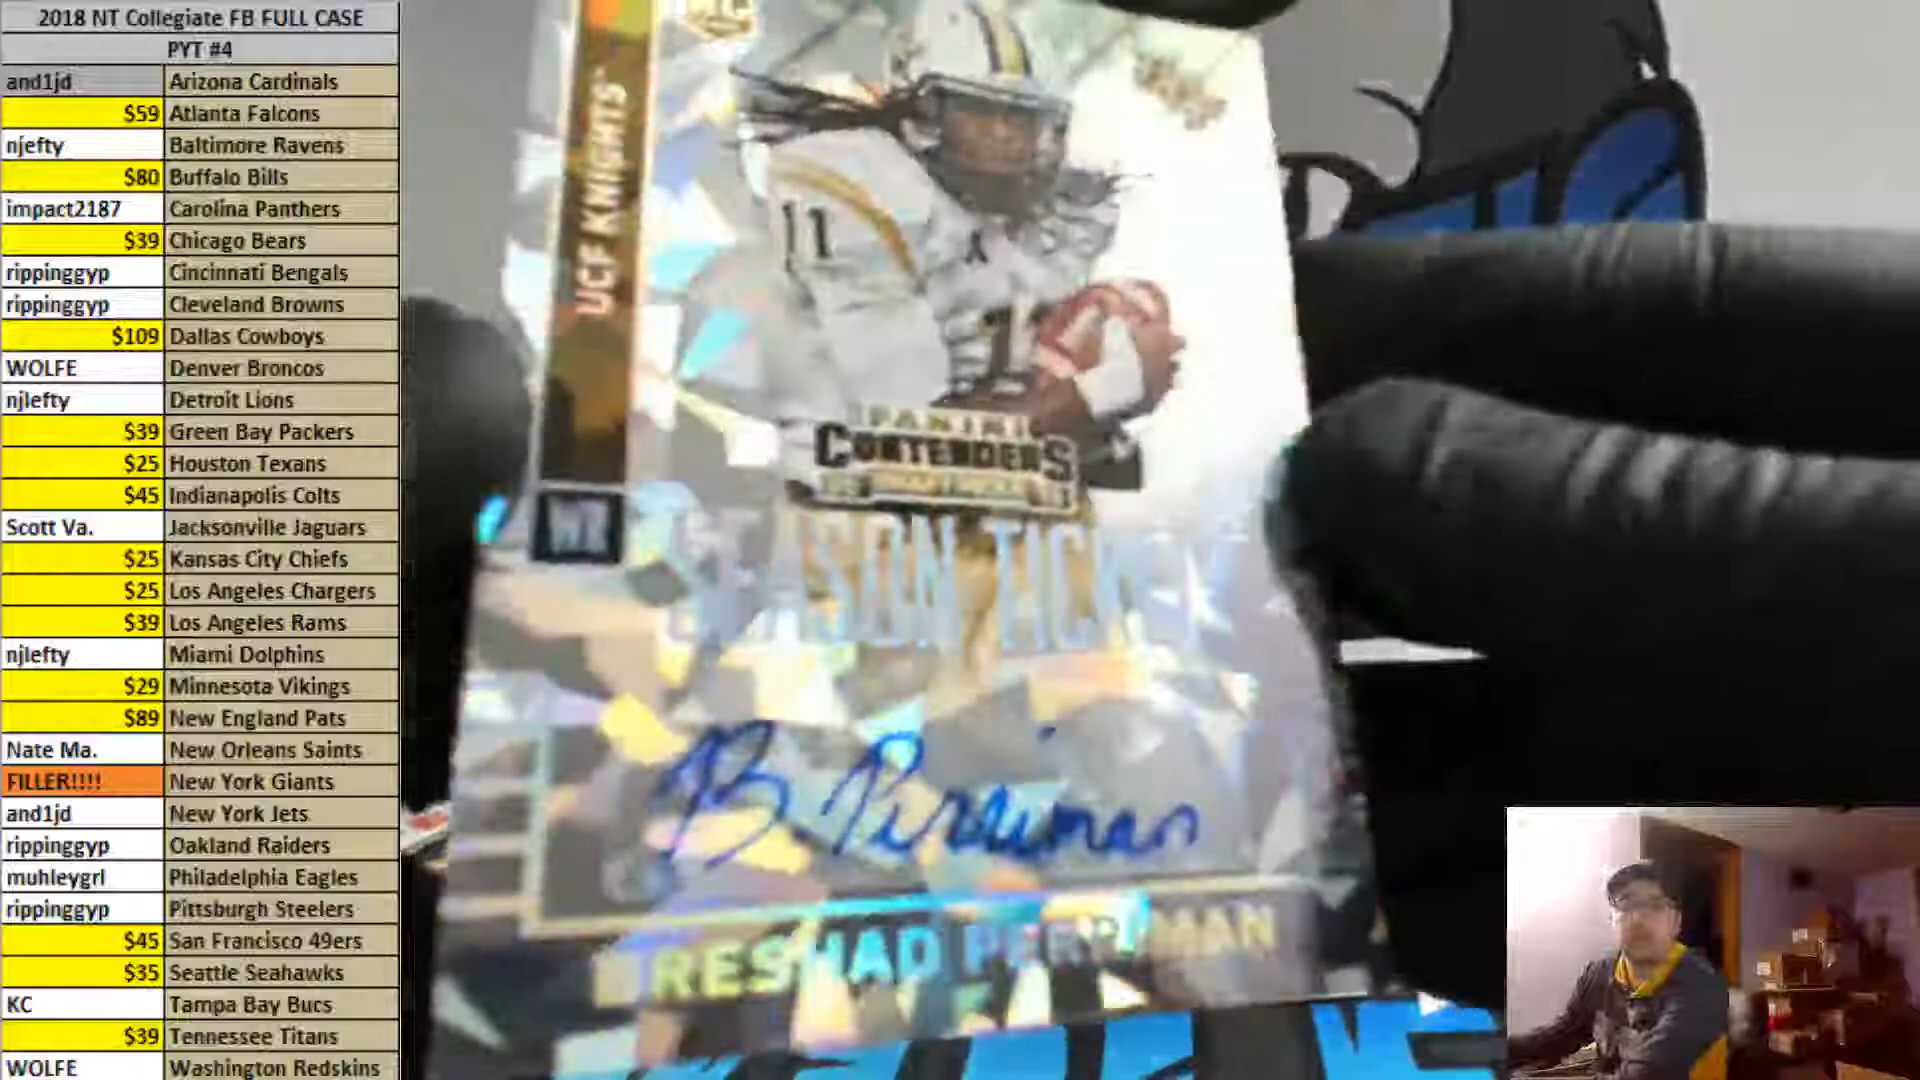 2018 NT Collegiate FB FULL CASE
PYT #4
and1jd Arizona Cardinals
$59 Atlanta Falcons
njefty Baltimore Ravens
$80 Buffalo Bills
impact2187 Carolina Panthers
$39 Chicago Bears
rippinggyp Cincinnati Bengals
rippinggyp Cleveland Browns
$109 Dallas Cowboys
WOLFE Denver Broncos
njlefty Detroit Lions
$39 Green Bay Packers
$25 Houston Texans
$45 Indianapolis Colts
Scott Va. Jacksonville Jaguars
$25 Kansas City Chiefs
$25 Los Angeles Chargers
$39 Los Angeles Rams
njlefty Miami Dolphins
$29 Minnesota Vikings
$89 New England Pats
Nate Ma. New Orleans Saints
FILLER!!!! New York Giants
and1jd New York Jets
rippinggyp Oakland Raiders
muhleygrl Philadelphia Eagles
rippinggyp Pittsburgh Steelers
$45 San Francisco 49ers
$35 Seattle Seahawks
KC Tampa Bay Bucs
$39 Tennessee Titans
WOLFE Washington Redskins
UCF KNIGHTS
11
PANINI
CONTENDERS
WR
SEASON TICKET
B Perriman
BRESHAD PERRIMAN